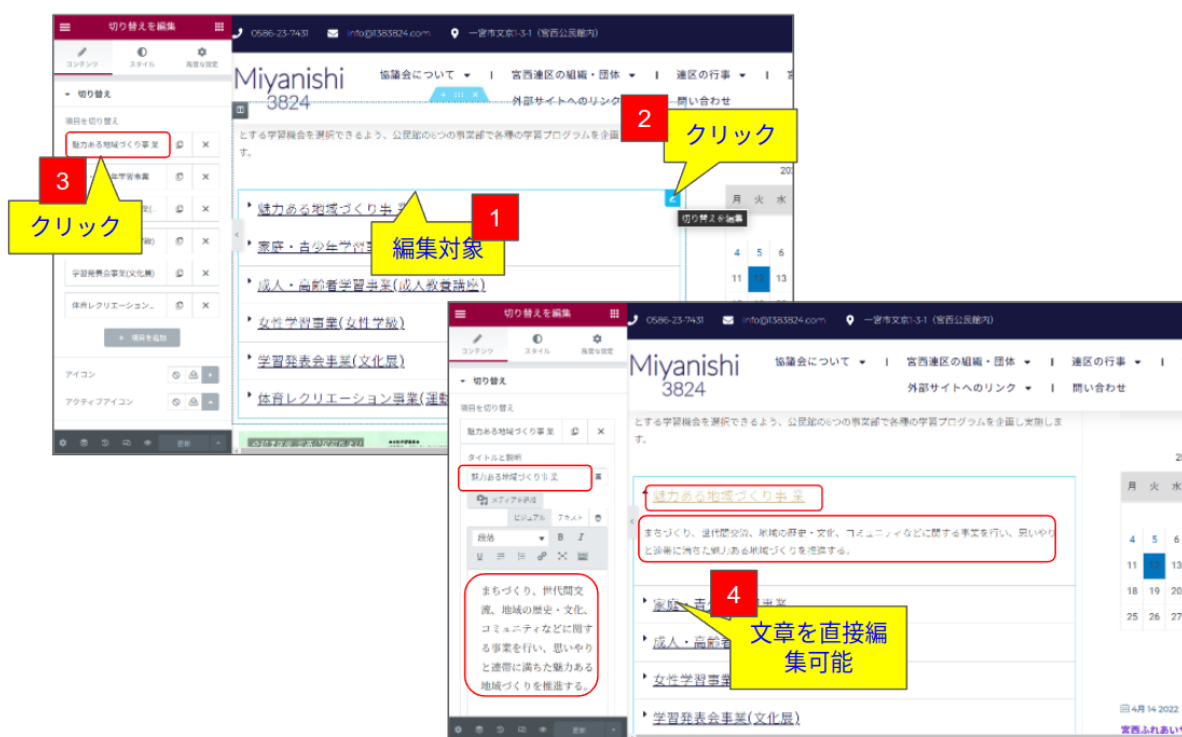 切り替えを編集
0586-23-7431
info@1383824.com
一宮市文京1-3-1（宮西公民館内）
コンテンツ
スタイル
高度な設定
Miyanishi
3824
協議会について
宮西連区の組織・団体
連区の行事
外部サイトへのリンク
問い合わせ
切り替え
項目を切り替え
とする学習機会を選択できるよう、公民館の6つの事業部で各種の学習プログラムを企画
す。
2
クリック
魅力ある地域づくり事 業
3
年学習事業
クリック
学習発表会事業(文化展)
体育レクリエーション...
項目を追加
アイコン
アクティブアイコン
更新
魅力ある地域づくり事 業
1
編集対象
切り替えを編集
家庭・青少年学習事
成人・高齢者学習事業(成人教養講座)
女性学習事業(女性学級)
学習発表会事業(文化展)
体育レクリエーション事業(運動
月 火 水
4 5 6
11 12 13
切り替えを編集
0586-23-7431
info@1383824.com
一宮市文京1-3-1（宮西公民館内）
コンテンツ
スタイル
高度な設定
Miyanishi
3824
協議会について
宮西連区の組織・団体
連区の行事
外部サイトへのリンク
問い合わせ
切り替え
項目を切り替え
魅力ある地域づくり事 業
タイトルと説明
魅力ある地域づくり事 業
メディアを追加
ビジュアル
テキスト
段落
B I
U
まちづくり、世代間交
流、地域の歴史・文化、
コミュニティなどに関す
る事業を行い、思いやり
と連帯に満ちた魅力ある
地域づくりを推進する。
更新
とする学習機会を選択できるよう、公民館の6つの事業部で各種の学習プログラムを企画し実施しま
す。
魅力ある地域づくり事 業
まちづくり、世代間交流、地域の歴史・文化、コミュニティなどに関する事業を行い、思いやり
と連帯に満ちた魅力ある地域づくりを推進する。
家庭・青
4
文章を直接編
集可能
成人・高齢者
女性学習事業
学習発表会事業(文化展)
月 火 水
4 5 6
11 12 13
18 19 20
25 26 27
4月 14 2022
宮西ふれあい